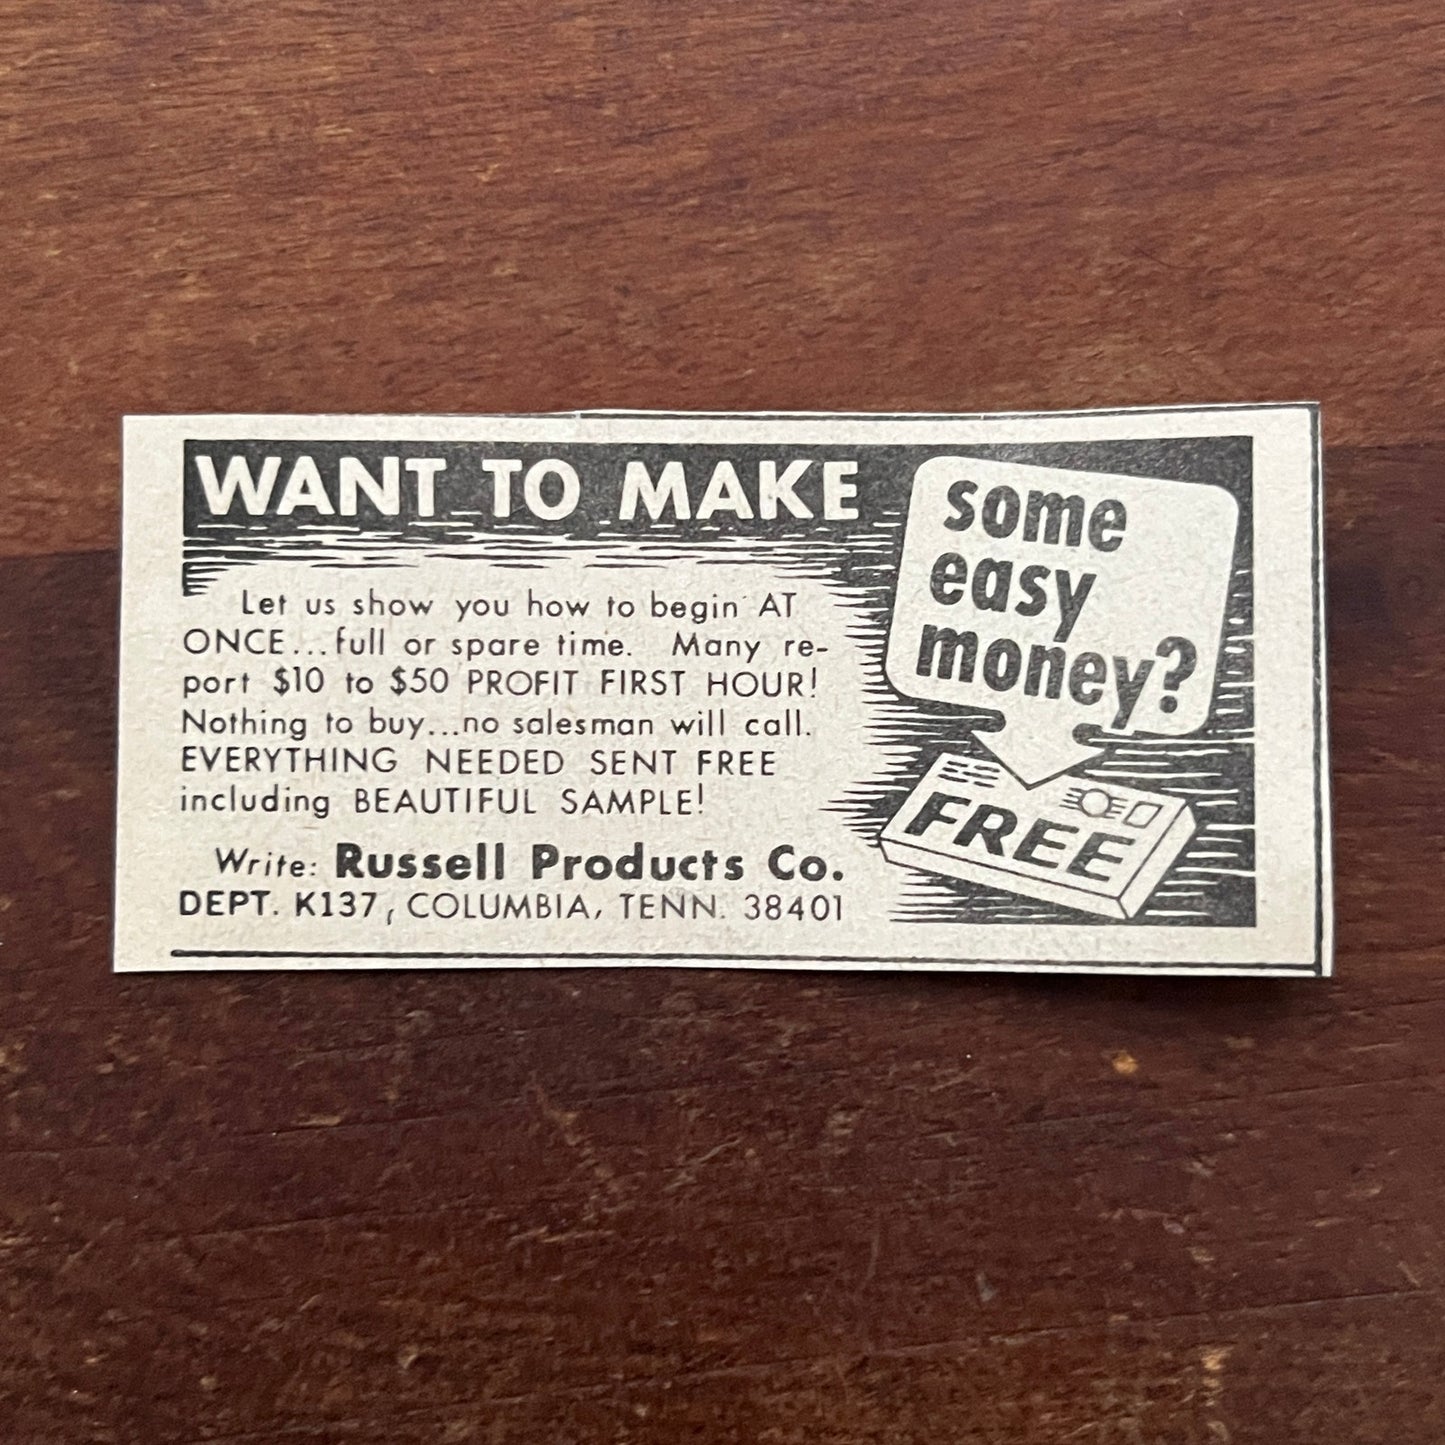 WANT TO MAKE
some
easy
money?
Let us show you how to begin AT
ONCE...full or spare time. Many re-
port $10 to $50 PROFIT FIRST HOUR!
Nothing to buy...no salesman will call.
EVERYTHING NEEDED SENT FREE
including BEAUTIFUL SAMPLE!
Write: Russell Products Co.
DEPT. K137, COLUMBIA, TENN. 38401
FREE